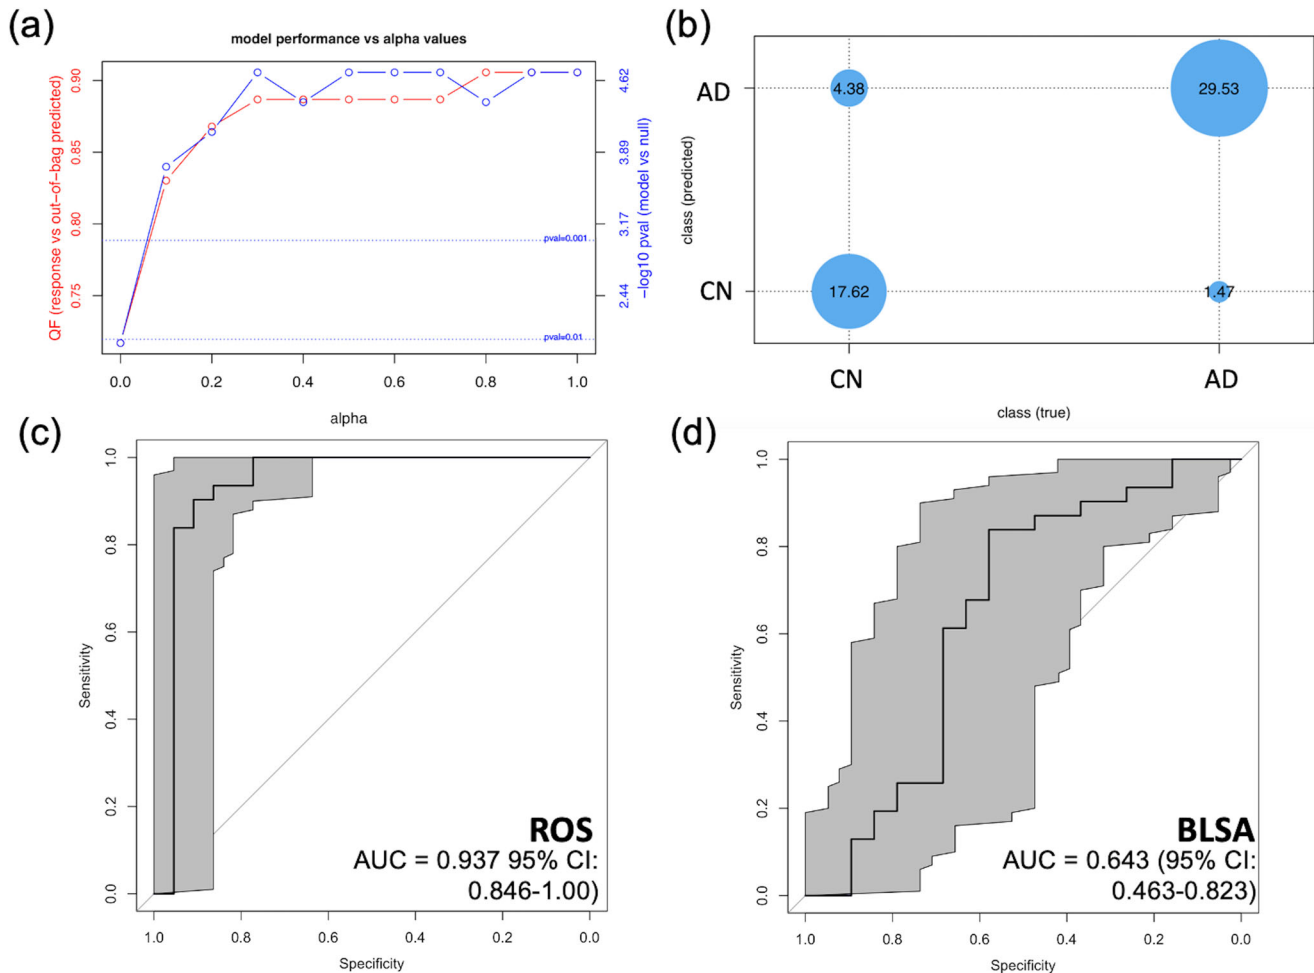 (a)
model performance vs alpha values
QF (response vs out-of-bag predicted)
0.90
0.85
0.80
0.75
4.62
3.89
3.17
2.44
-log10 pval (model vs null)
pval=0.001
pval=0.01
0.0 0.2 0.4 0.6 0.8 1.0
alpha
(b)
class (predicted)
AD
CN
4.38
29.53
17.62
1.47
CN AD
class (true)
(c)
Sensitivity
1.0
0.8
0.6
0.4
0.2
0.0
ROS
AUC = 0.937 95% CI:
0.846-1.00)
1.0 0.8 0.6 0.4 0.2 0.0
Specificity
(d)
Sensitivity
1.0
0.8
0.6
0.4
0.2
0.0
BLSA
AUC = 0.643 (95% CI:
0.463-0.823)
1.0 0.8 0.6 0.4 0.2 0.0
Specificity